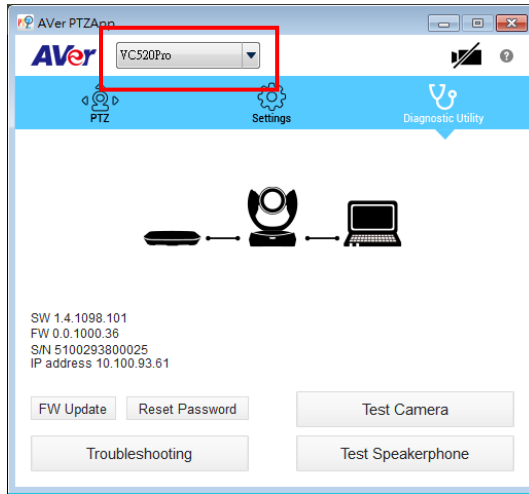 AVer PTZApp
AVer VC520Pro
PTZ Settings Diagnostic Utility
SW 1.4.1098.101
FW 0.0.1000.36
S/N 5100293800025
IP address 10.100.93.61
FW Update Reset Password Test Camera
Troubleshooting Test Speakerphone